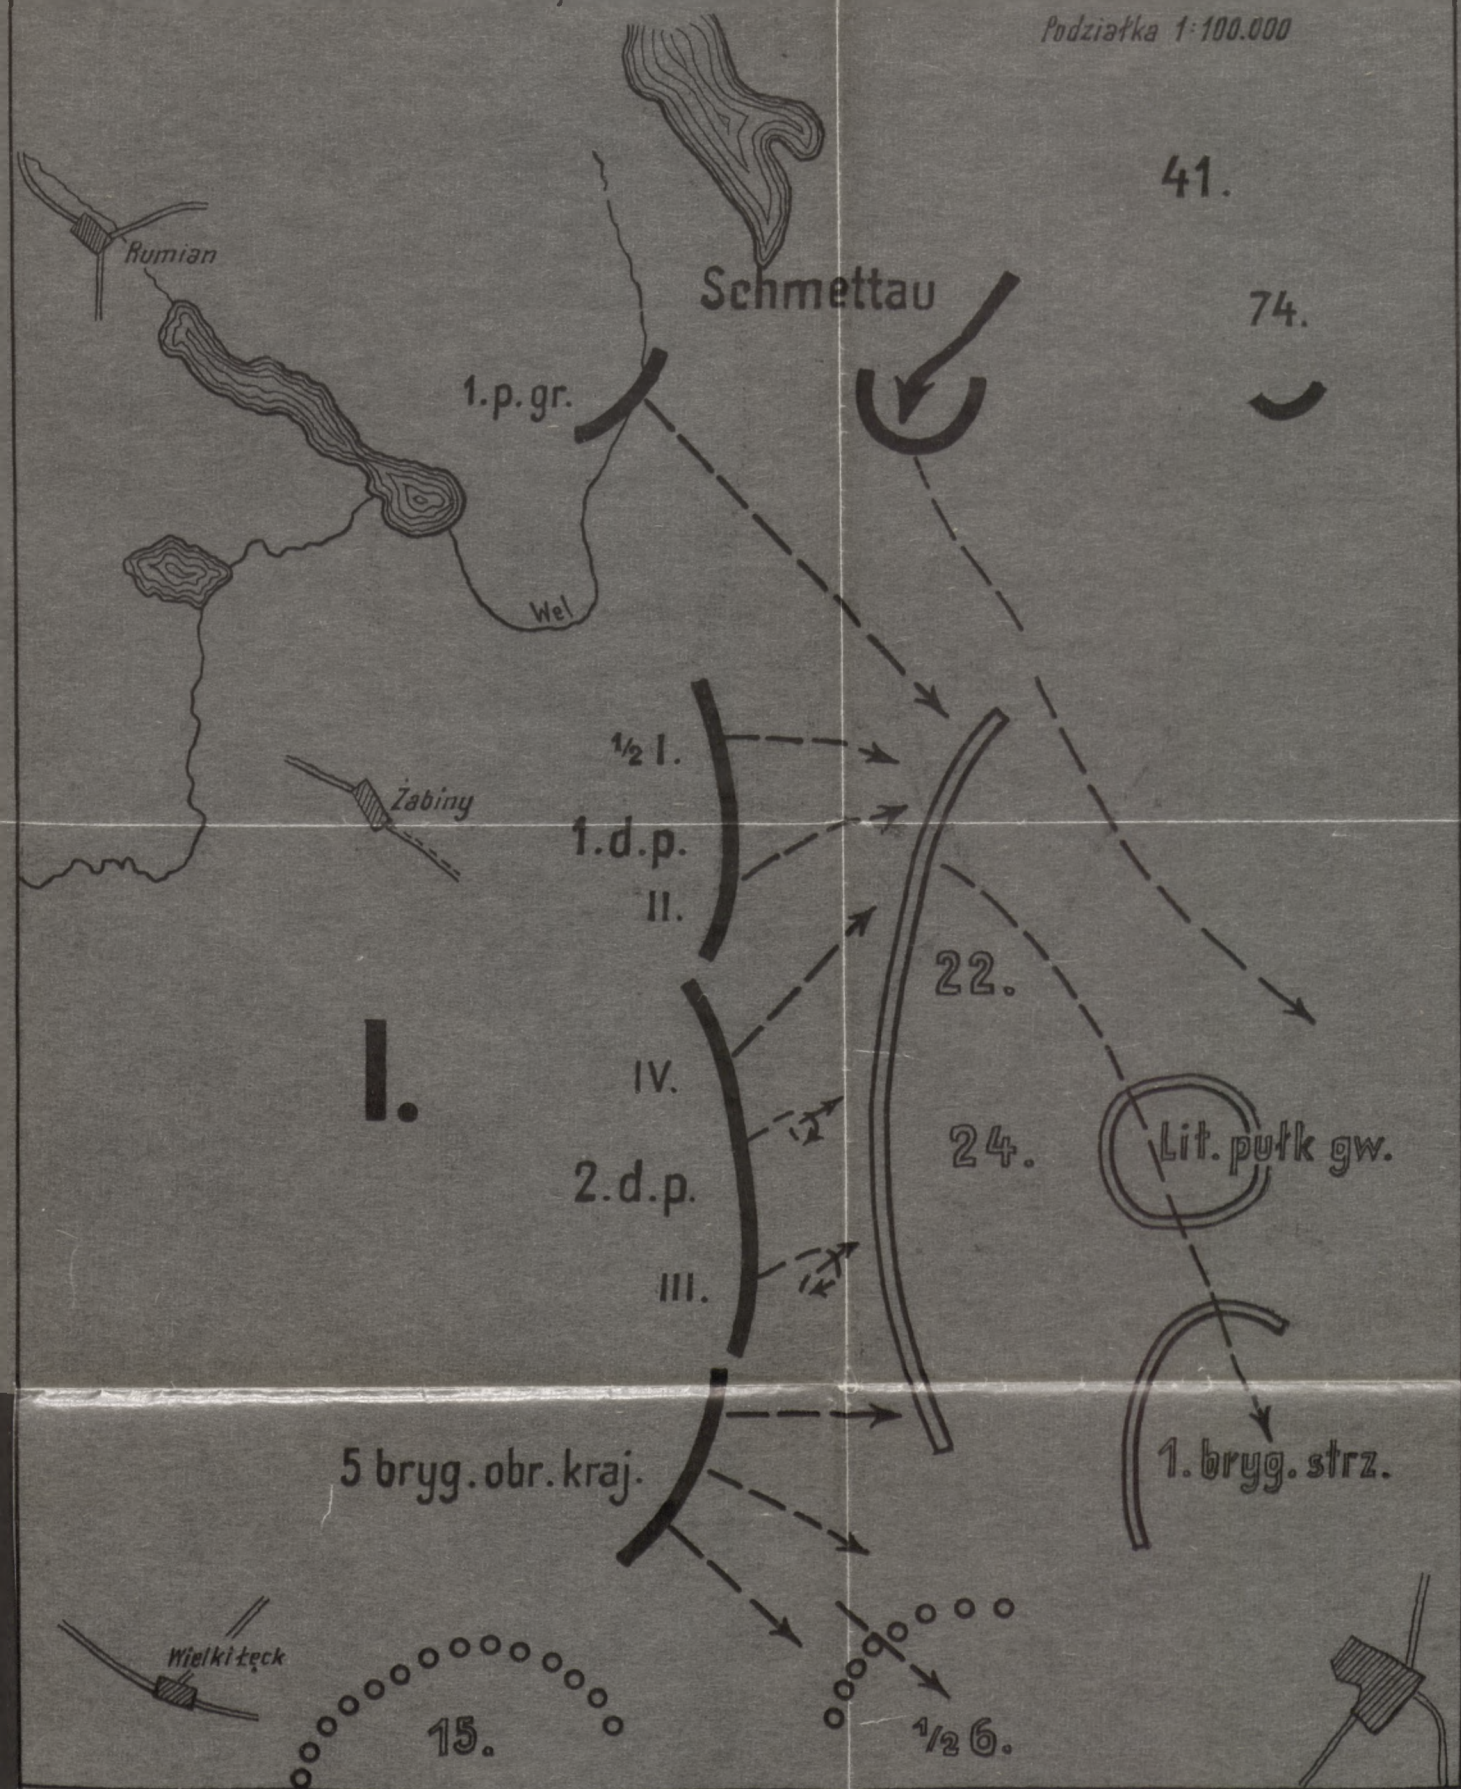 Podziałka 1:100.000
41.
Rumian
Schmettau
74.
1.p.gr.
Wel
½ I.
Żabiny
1.d.p.
II.
22.
I.
IV.
24.
Lit. pułk gw.
2.d.p.
III.
5 bryg. obr. kraj.
1. bryg. strz.
Wielki Łęck
15.
½ 6.